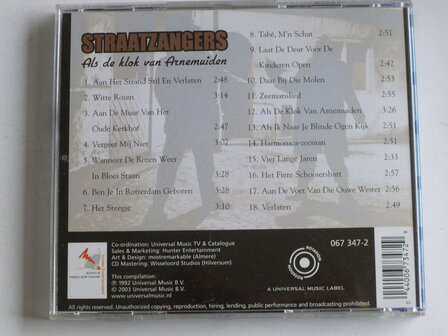 STRAATZANGERS
Als de klok van Arnemuiden
1. Aan Het Strand Stil En Verlaten 2:48
2. Witte Rozen 3:14
3. Aan De Muur Van Het
Oude Kerkhof 2:47
4. Vergeet Mij Niet 3:07
5. Wanneer De Rozen Weer
In Bloei Staan 3:28
6. Ben Je In Rotterdam Geboren 3:28
7. Het Steegje 3:10
8. Tabé, M'n Schat 2:51
9. Laat De Deur Voor De
Kinderen Open 2:42
10. Daar Bij Die Molen 2:53
11. Zeemanslied 2:55
12. Als De Klok Van Arnemuiden 3:26
13. Als Ik Naar Je Blinde Ogen Kijk 2:51
14. Harmonica-zeeman 2:51
15. Vier Lange Jaren 2:33
16. Het Fiere Schooiershart 2:55
17. Aan De Voet Van Die Ouwe Wester 2:56
18. Verlaten 2:49
Co-ordination: Universal Music TV & Catalogue
Sales & Marketing: Hunter Entertainment
Art & Design: mostremarkable (Almere)
CD Mastering: Wisseloord Studios (Hilversum)
This compilation:
Ⓟ 1992 Universal Music B.V.
© 2003 Universal Music B.V.
www.universalmusic.nl
067 347-2
A UNIVERSAL MUSIC LABEL
All rights reserved. Unauthorized copying, reproduction, hiring, lending, public performance and broadcasting prohibited.